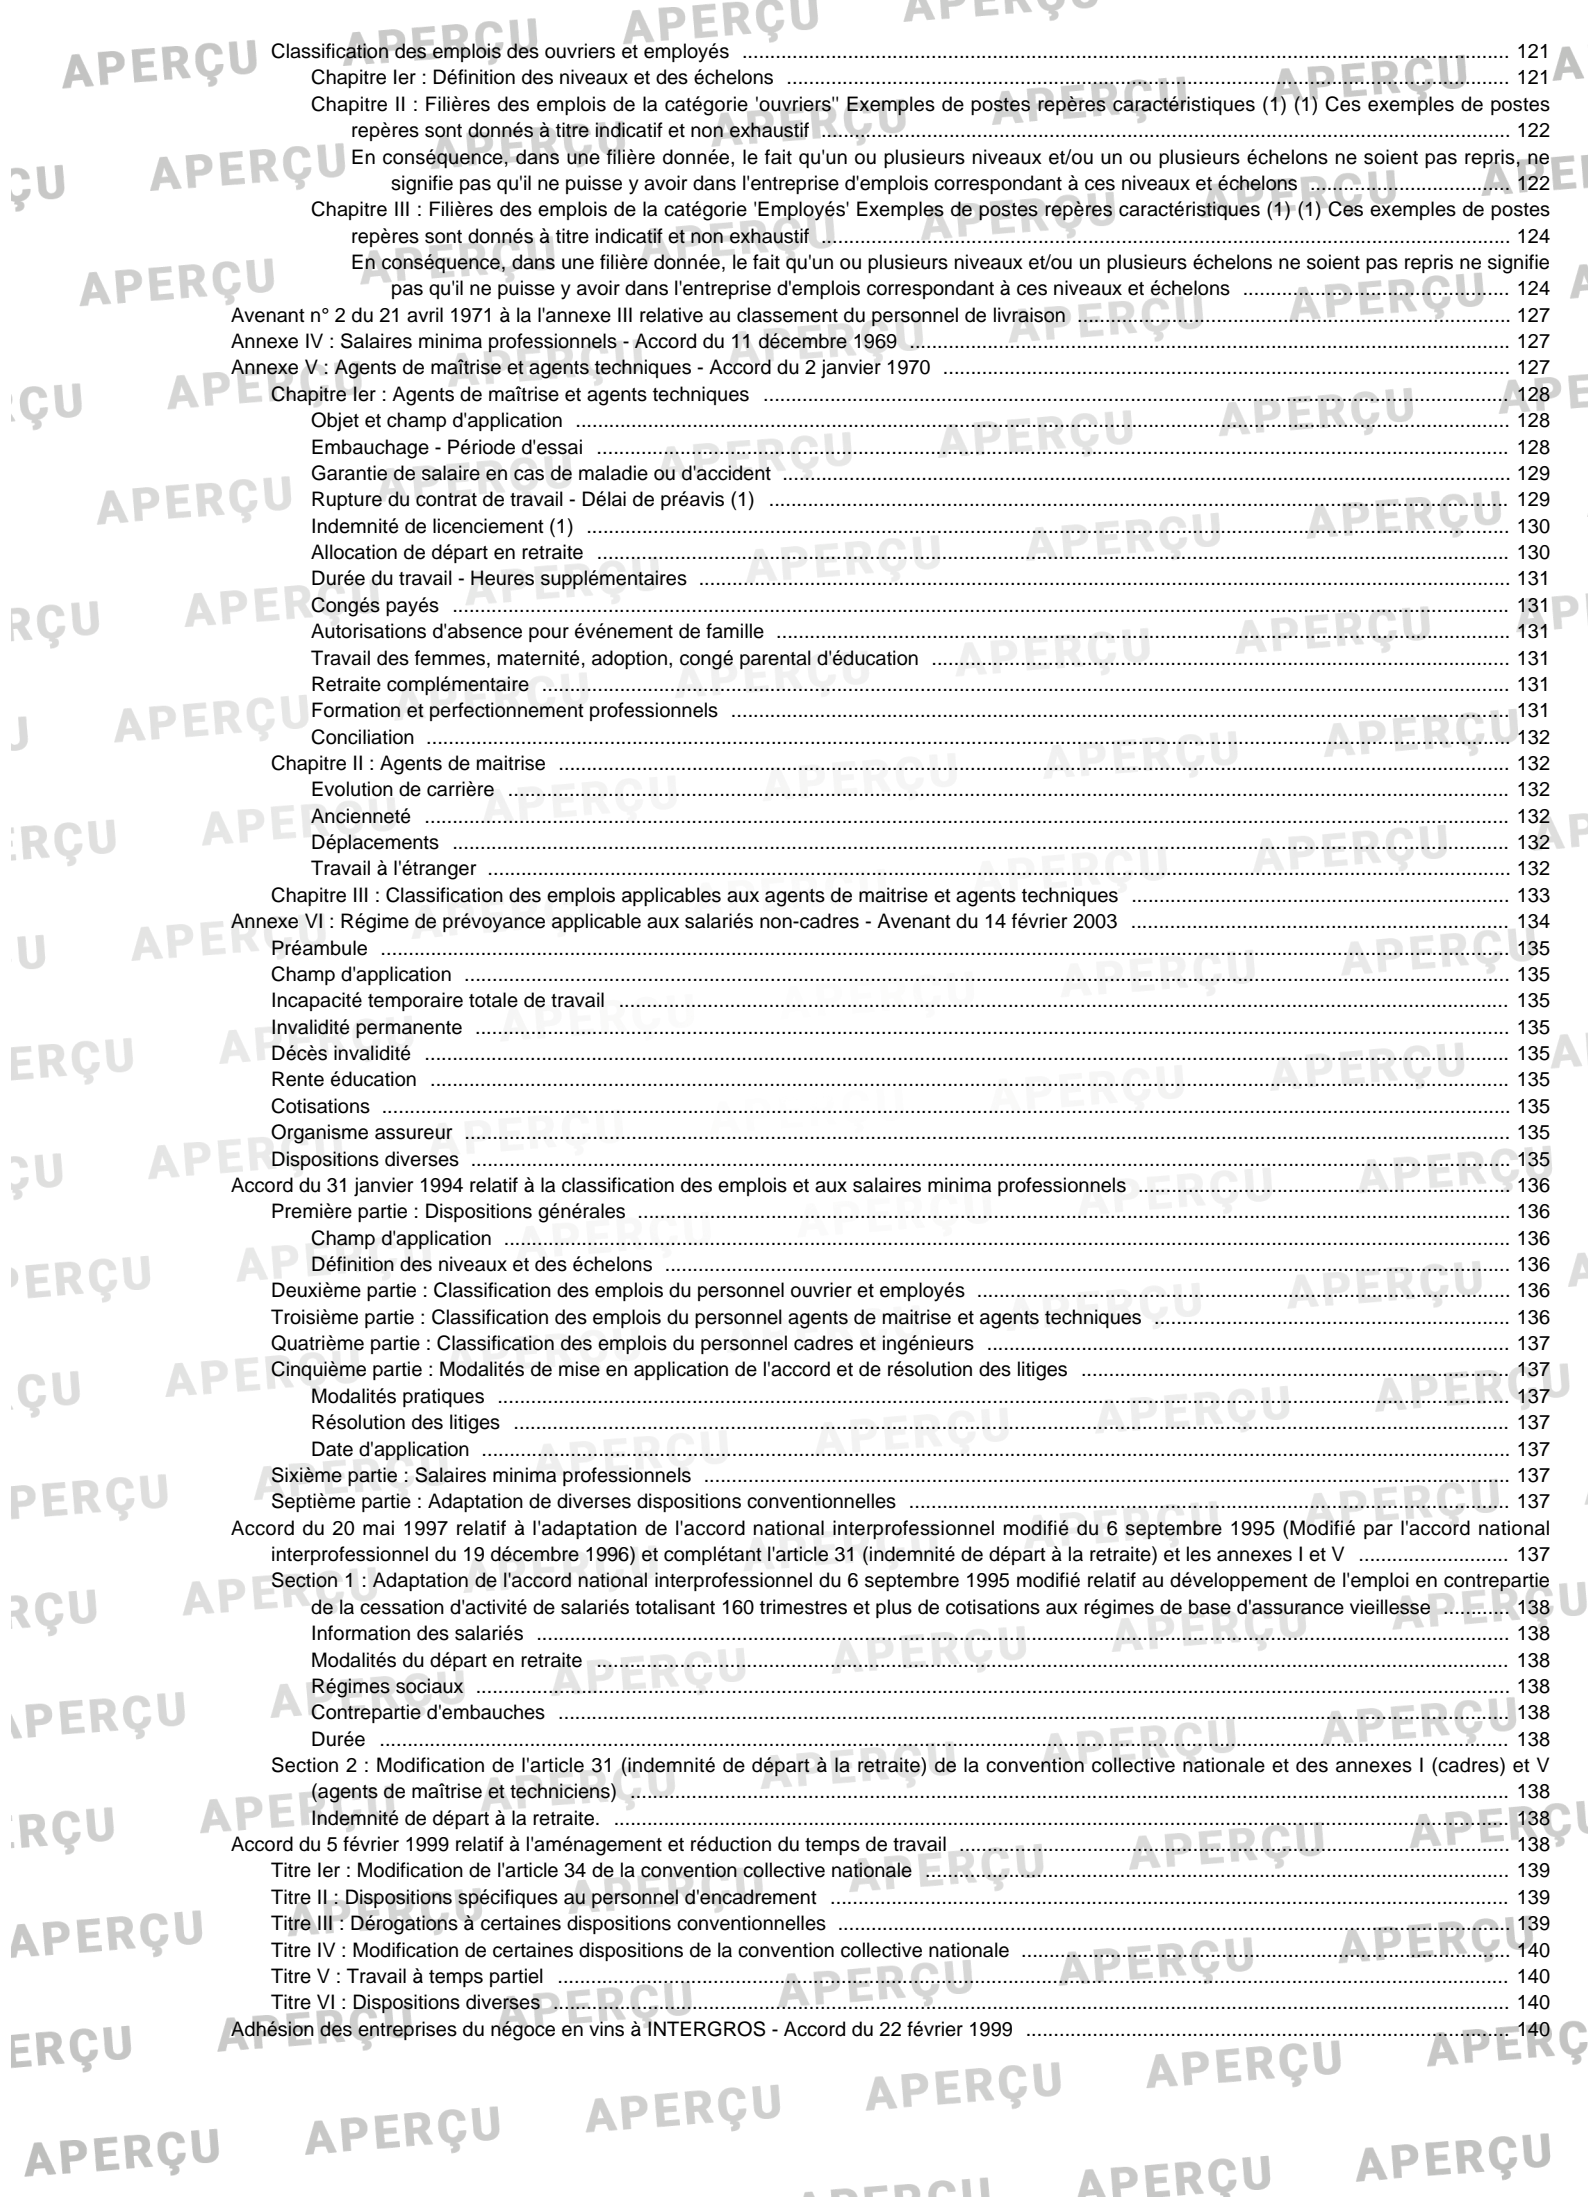 Classification des emplois des ouvriers et employés ... 121
Chapitre Ier : Définition des niveaux et des échelons ... 121
Chapitre II : Filières des emplois de la catégorie 'ouvriers'' Exemples de postes repères caractéristiques (1) (1) Ces exemples de postes
repères sont donnés à titre indicatif et non exhaustif ... 122
En conséquence, dans une filière donnée, le fait qu'un ou plusieurs niveaux et/ou un ou plusieurs échelons ne soient pas repris, ne
signifie pas qu'il ne puisse y avoir dans l'entreprise d'emplois correspondant à ces niveaux et échelons ... 122
Chapitre III : Filières des emplois de la catégorie 'Employés' Exemples de postes repères caractéristiques (1) (1) Ces exemples de postes
repères sont donnés à titre indicatif et non exhaustif ... 124
En conséquence, dans une filière donnée, le fait qu'un ou plusieurs niveaux et/ou un plusieurs échelons ne soient pas repris ne signifie
pas qu'il ne puisse y avoir dans l'entreprise d'emplois correspondant à ces niveaux et échelons ... 124
Avenant n° 2 du 21 avril 1971 à la l'annexe III relative au classement du personnel de livraison ... 127
Annexe IV : Salaires minima professionnels - Accord du 11 décembre 1969 ... 127
Annexe V : Agents de maîtrise et agents techniques - Accord du 2 janvier 1970 ... 127
Chapitre Ier : Agents de maîtrise et agents techniques ... 128
Objet et champ d'application ... 128
Embauchage - Période d'essai ... 128
Garantie de salaire en cas de maladie ou d'accident ... 129
Rupture du contrat de travail - Délai de préavis (1) ... 129
Indemnité de licenciement (1) ... 130
Allocation de départ en retraite ... 130
Durée du travail - Heures supplémentaires ... 131
Congés payés ... 131
Autorisations d'absence pour événement de famille ... 131
Travail des femmes, maternité, adoption, congé parental d'éducation ... 131
Retraite complémentaire ... 131
Formation et perfectionnement professionnels ... 131
Conciliation ... 132
Chapitre II : Agents de maitrise ... 132
Evolution de carrière ... 132
Ancienneté ... 132
Déplacements ... 132
Travail à l'étranger ... 132
Chapitre III : Classification des emplois applicables aux agents de maitrise et agents techniques ... 133
Annexe VI : Régime de prévoyance applicable aux salariés non-cadres - Avenant du 14 février 2003 ... 134
Préambule ... 135
Champ d'application ... 135
Incapacité temporaire totale de travail ... 135
Invalidité permanente ... 135
Décès invalidité ... 135
Rente éducation ... 135
Cotisations ... 135
Organisme assureur ... 135
Dispositions diverses ... 135
Accord du 31 janvier 1994 relatif à la classification des emplois et aux salaires minima professionnels ... 136
Première partie : Dispositions générales ... 136
Champ d'application ... 136
Définition des niveaux et des échelons ... 136
Deuxième partie : Classification des emplois du personnel ouvrier et employés ... 136
Troisième partie : Classification des emplois du personnel agents de maitrise et agents techniques ... 136
Quatrième partie : Classification des emplois du personnel cadres et ingénieurs ... 137
Cinquième partie : Modalités de mise en application de l'accord et de résolution des litiges ... 137
Modalités pratiques ... 137
Résolution des litiges ... 137
Date d'application ... 137
Sixième partie : Salaires minima professionnels ... 137
Septième partie : Adaptation de diverses dispositions conventionnelles ... 137
Accord du 20 mai 1997 relatif à l'adaptation de l'accord national interprofessionnel modifié du 6 septembre 1995 (Modifié par l'accord national
interprofessionnel du 19 décembre 1996) et complétant l'article 31 (indemnité de départ à la retraite) et les annexes I et V ... 137
Section 1 : Adaptation de l'accord national interprofessionnel du 6 septembre 1995 modifié relatif au développement de l'emploi en contrepartie
de la cessation d'activité de salariés totalisant 160 trimestres et plus de cotisations aux régimes de base d'assurance vieillesse ... 138
Information des salariés ... 138
Modalités du départ en retraite ... 138
Régimes sociaux ... 138
Contrepartie d'embauches ... 138
Durée ... 138
Section 2 : Modification de l'article 31 (indemnité de départ à la retraite) de la convention collective nationale et des annexes I (cadres) et V
(agents de maîtrise et techniciens) ... 138
Indemnité de départ à la retraite. ... 138
Accord du 5 février 1999 relatif à l'aménagement et réduction du temps de travail ... 138
Titre Ier : Modification de l'article 34 de la convention collective nationale ... 139
Titre II : Dispositions spécifiques au personnel d'encadrement ... 139
Titre III : Dérogations à certaines dispositions conventionnelles ... 139
Titre IV : Modification de certaines dispositions de la convention collective nationale ... 140
Titre V : Travail à temps partiel ... 140
Titre VI : Dispositions diverses ... 140
Adhésion des entreprises du négoce en vins à INTERGROS - Accord du 22 février 1999 ... 140
APERÇU